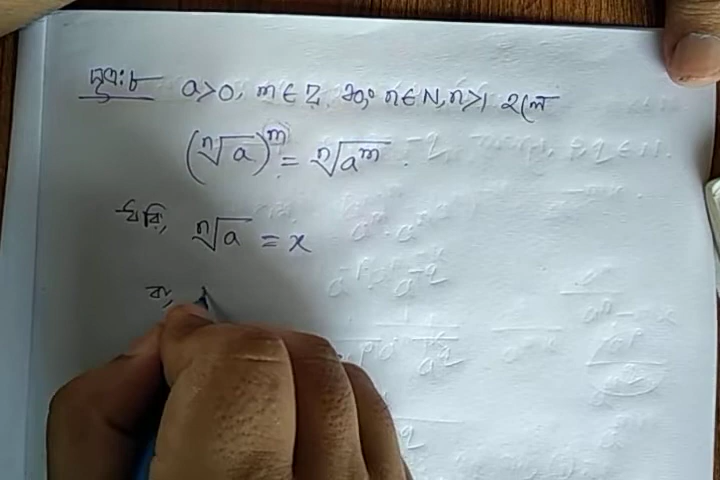 সূত্র:৮ a>0, m∈Z এবং n∈N, n>1 হলে
(ⁿ√a)ᵐ = ⁿ√aᵐ.
ধরি, ⁿ√a = x
বা,